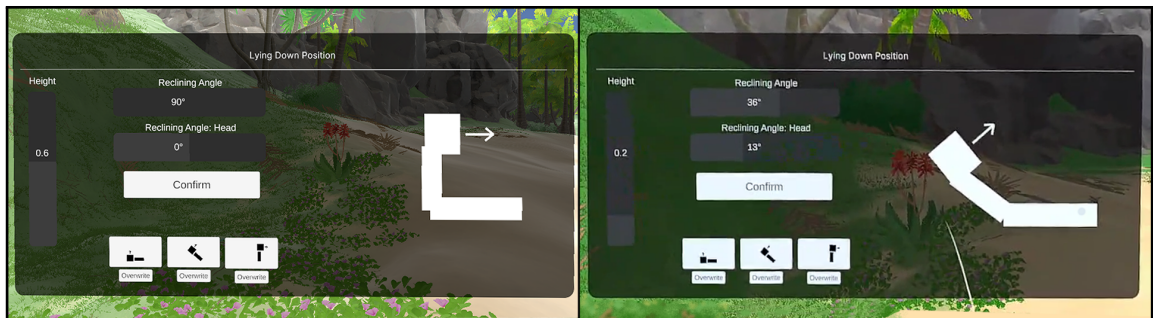 Lying Down Position
Height
Reclining Angle
90°
Reclining Angle: Head
0°
0.6
Confirm
Overwrite
Overwrite
Overwrite
Lying Down Position
Height
Reclining Angle
36°
Reclining Angle: Head
13°
0.2
Confirm
Overwrite
Overwrite
Overwrite